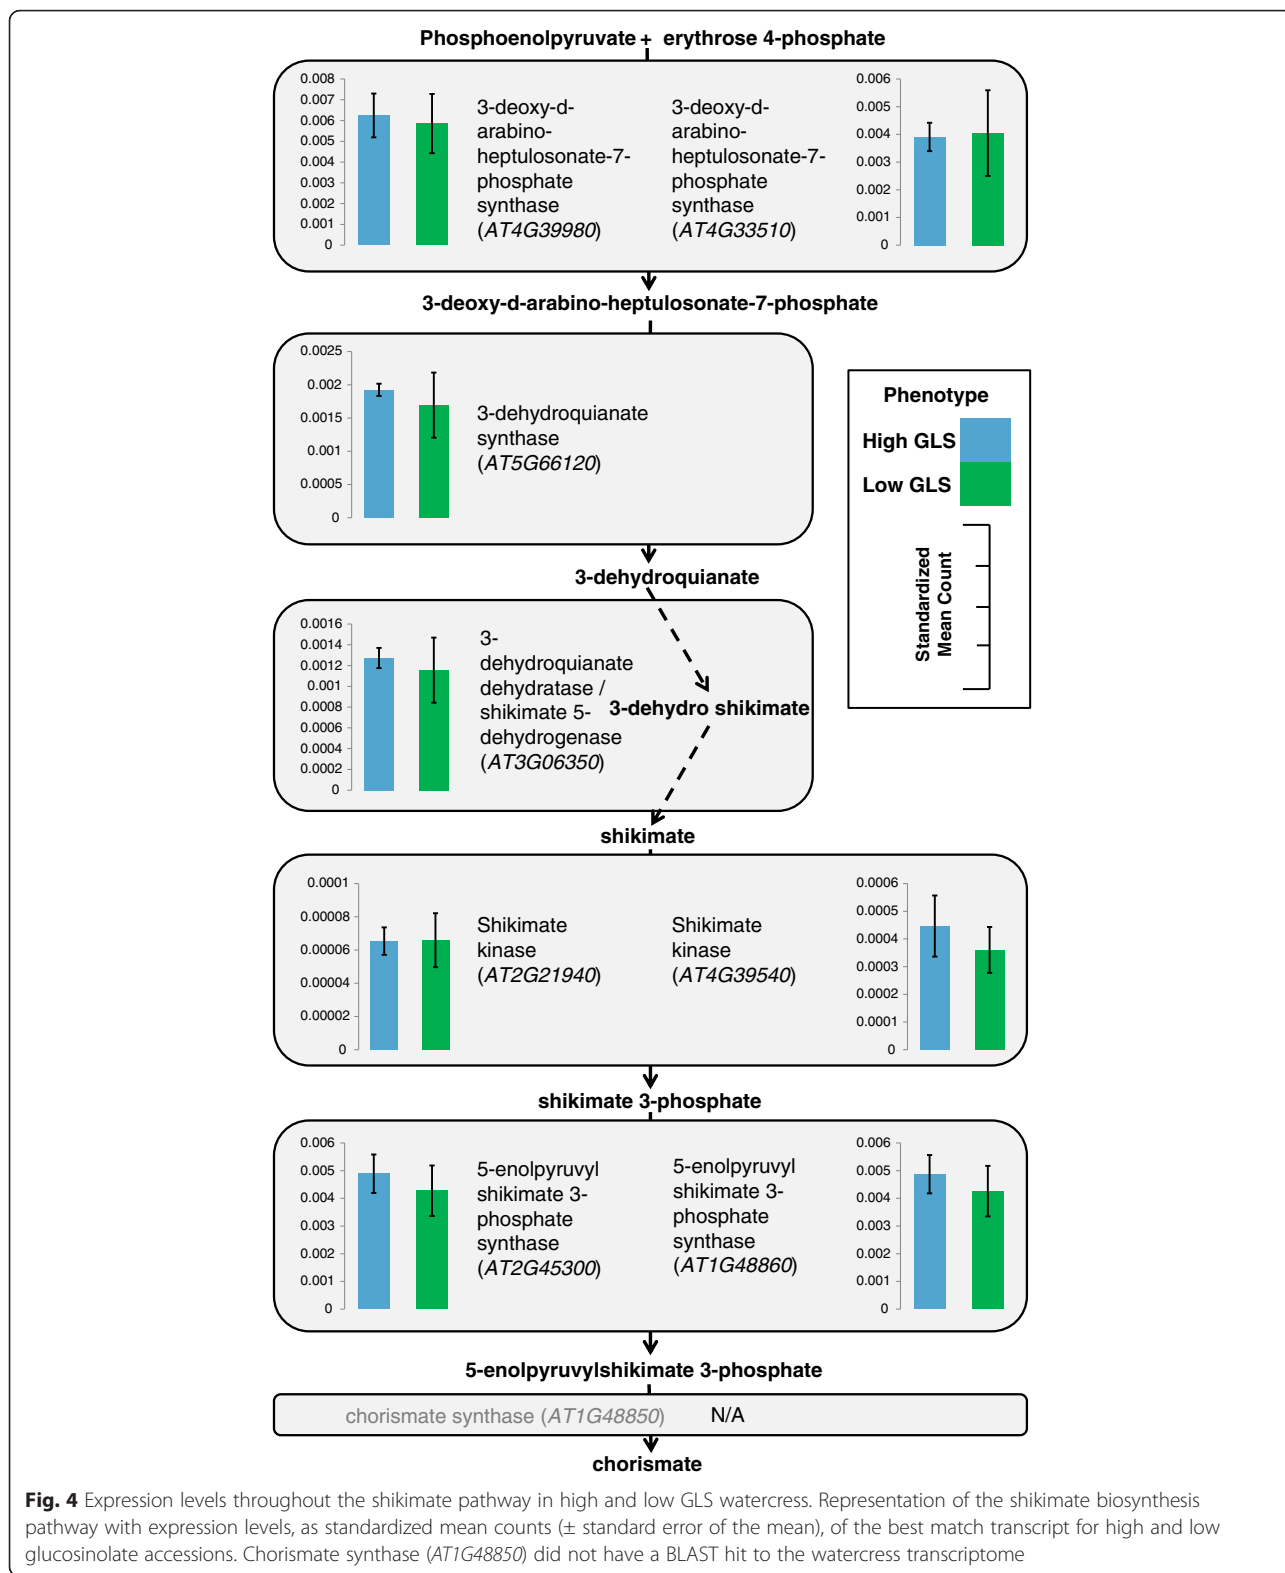 Phosphoenolpyruvate + erythrose 4-phosphate
0.008
0.007
0.006
0.005
0.004
0.003
0.002
0.001
0
3-deoxy-d-
arabino-
heptulosonate-7-
phosphate
synthase
(AT4G39980)
3-deoxy-d-
arabino-
heptulosonate-7-
phosphate
synthase
(AT4G33510)
0.006
0.005
0.004
0.003
0.002
0.001
0
3-deoxy-d-arabino-heptulosonate-7-phosphate
0.0025
0.002
0.0015
0.001
0.0005
0
3-dehydroquianate
synthase
(AT5G66120)
Phenotype
High GLS
Low GLS
Standardized
Mean Count
3-dehydroquianate
0.0016
0.0014
0.0012
0.001
0.0008
0.0006
0.0004
0.0002
0
3-
dehydroquianate
dehydratase /
shikimate 5-
dehydrogenase
(AT3G06350)
3-dehydro shikimate
shikimate
0.0001
0.00008
0.00006
0.00004
0.00002
0
Shikimate
kinase
(AT2G21940)
Shikimate
kinase
(AT4G39540)
0.0006
0.0005
0.0004
0.0003
0.0002
0.0001
0
shikimate 3-phosphate
0.006
0.005
0.004
0.003
0.002
0.001
0
5-enolpyruvyl
shikimate 3-
phosphate
synthase
(AT2G45300)
5-enolpyruvyl
shikimate 3-
phosphate
synthase
(AT1G48860)
0.006
0.005
0.004
0.003
0.002
0.001
0
5-enolpyruvylshikimate 3-phosphate
chorismate synthase (AT1G48850) N/A
chorismate
Fig. 4 Expression levels throughout the shikimate pathway in high and low GLS watercress. Representation of the shikimate biosynthesis
pathway with expression levels, as standardized mean counts (± standard error of the mean), of the best match transcript for high and low
glucosinolate accessions. Chorismate synthase (AT1G48850) did not have a BLAST hit to the watercress transcriptome